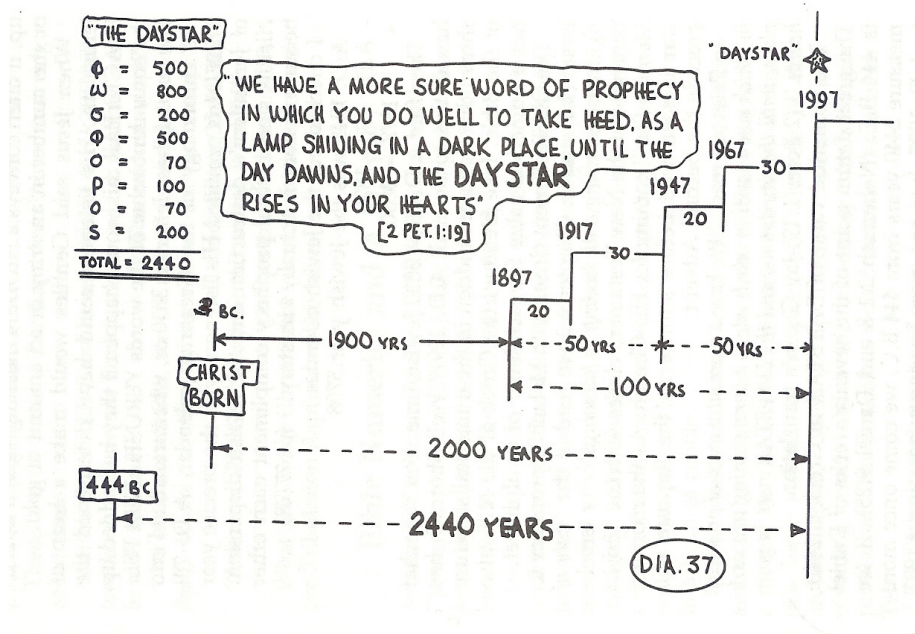 "THE DAYSTAR"
Φ = 500
ω = 800
σ = 200
Φ = 500
O = 70
P = 100
O = 70
S = 200
TOTAL = 2440
"WE HAVE A MORE SURE WORD OF PROPHECY
IN WHICH YOU DO WELL TO TAKE HEED, AS A
LAMP SHINING IN A DARK PLACE, UNTIL THE
DAY DAWNS, AND THE DAYSTAR
RISES IN YOUR HEARTS"
[2 PET. 1:19]
"DAYSTAR"
1997
1967
30
1947
20
1917
30
1897
20
BC.
1900 YRS
50 YRS
50 YRS
CHRIST
BORN
100 YRS
2000 YEARS
444 BC
2440 YEARS
DIA. 37